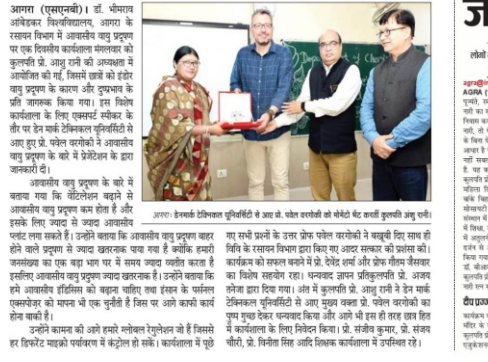 आगरा (एसएनबी)। डॉ. भीमराव
आंबेडकर विश्वविद्यालय, आगरा के
रसायन विभाग में आवासीय वायु प्रदूषण
पर एक दिवसीय कार्यशाला मंगलवार को
कुलपति प्रो. आशु रानी की अध्यक्षता में
आयोजित की गई, जिसमें छात्रों को इंडोर
वायु प्रदूषण के कारण और दुष्प्रभाव के
प्रति जागरूक किया गया। इस विशेष
कार्यशाला के लिए एक्सपर्ट स्पीकर के
तौर पर डेन मार्क टेक्निकल यूनिवर्सिटी से
आए हुए प्रो. पवेल वरगोकी ने आवासीय
वायु प्रदूषण के बारे में प्रेजेंटेशन के द्वारा
जानकारी दी।
आवासीय वायु प्रदूषण के बारे में
बताया गया कि वेंटिलेशन बढ़ाने से
आवासीय वायु प्रदूषण कम होता है और
इसके लिए ज्यादा से ज्यादा आवासीय
प्लांट लगा सकते है। उन्होंने बताया कि आवासीय वायु प्रदूषण बाहर
होने वाले प्रदूषण से ज्यादा खतरनाक पाया गया है क्योंकि हमारी
जनसंख्या का एक बड़ा भाग घर में समय ज्यादा व्यतीत करता है
इसलिए आवासीय वायु प्रदूषण ज्यादा खतरनाक है। उन्होंने बताया कि
हमे आवासीय इंडिसिस को बढ़ाना चाहिए तथा इंसान के पर्सनल
एक्सपोज़र को मापना भी एक चुनौती है जिस पर आगे काफी कार्य
होना बाकी है।
उन्होंने कामना की आगे हमारे ग्लोबल रेगुलेशन जो हैं जिससे
हर डिफरेंट माइक्रो पर्यावरण में कंट्रोल हो सके। कार्यशाला में पूछे
आगरा: डेनमार्क टेक्निकल यूनिवर्सिटी से आए प्रो. पवेल वरगोकी को मोमेंटो भेंट करतीं कुलपति अंशु रानी।
गए सभी प्रश्नों के उत्तर प्रोफ पवेल वरगोकी ने बखूबी दिए साथ ही
विवि के रसायन विभाग द्वारा किए गए आदर सत्कार की प्रशंसा की।
कार्यक्रम को सफल बनाने में प्रो. देवेंद्र शर्मा और प्रोफ गौतम जैसवार
का विशेष सहयोग रहा। धन्यवाद ज्ञापन प्रतिकुलपति प्रो. अजय
तनेजा द्वारा दिया गया। अंत में कुलपति प्रो. आशु रानी ने डेन मार्क
टेक्निकल यूनिवर्सिटी से आए मुख्य वक्ता प्रो. पवेल वरगोकी का
पुष्प गुच्छ देकर धन्यवाद किया और आगे भी इस ही तरह छात्र हित
में कार्यशाला के लिए निवेदन किया। प्रो. संजीव कुमार, प्रो. संजय
चौरी, प्रो. विनीता सिंह आदि शिक्षक कार्यशाला में उपस्थित रहे।